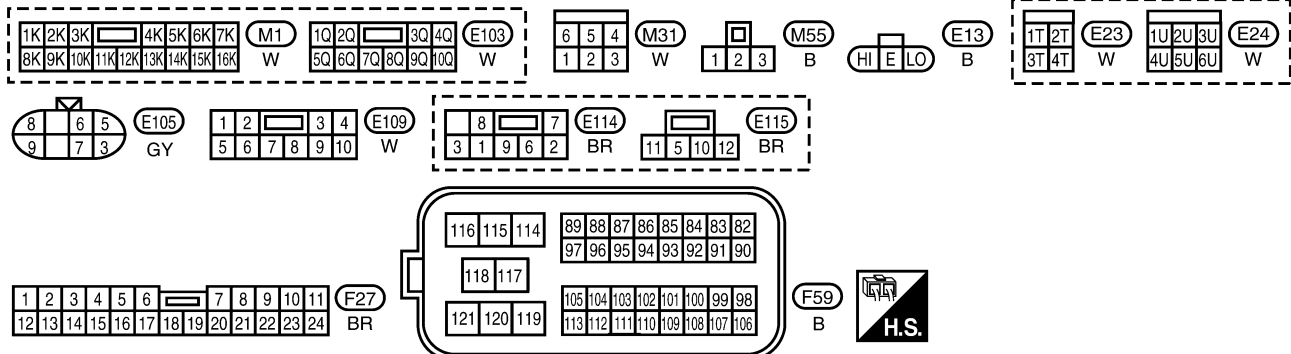 1K 2K 3K 4K 5K 6K 7K
8K 9K 10K 11K 12K 13K 14K 15K 16K
M1
W
1Q 2Q 3Q 4Q
5Q 6Q 7Q 8Q 9Q 10Q
E103
W
6 5 4
1 2 3
M31
W
1 2 3
M55
B
HI E LO
E13
B
1T 2T
3T 4T
E23
W
1U 2U 3U
4U 5U 6U
E24
W
8 6 5
9 7 3
E105
GY
1 2 3 4
5 6 7 8 9 10
E109
W
8 7
3 1 9 6 2
E114
BR
11 5 10 12
E115
BR
1 2 3 4 5 6 7 8 9 10 11
12 13 14 15 16 17 18 19 20 21 22 23 24
F27
BR
116 115 114
118 117
121 120 119
89 88 87 86 85 84 83 82
97 96 95 94 93 92 91 90
105 104 103 102 101 100 99 98
113 112 111 110 109 108 107 106
F59
B
H.S.